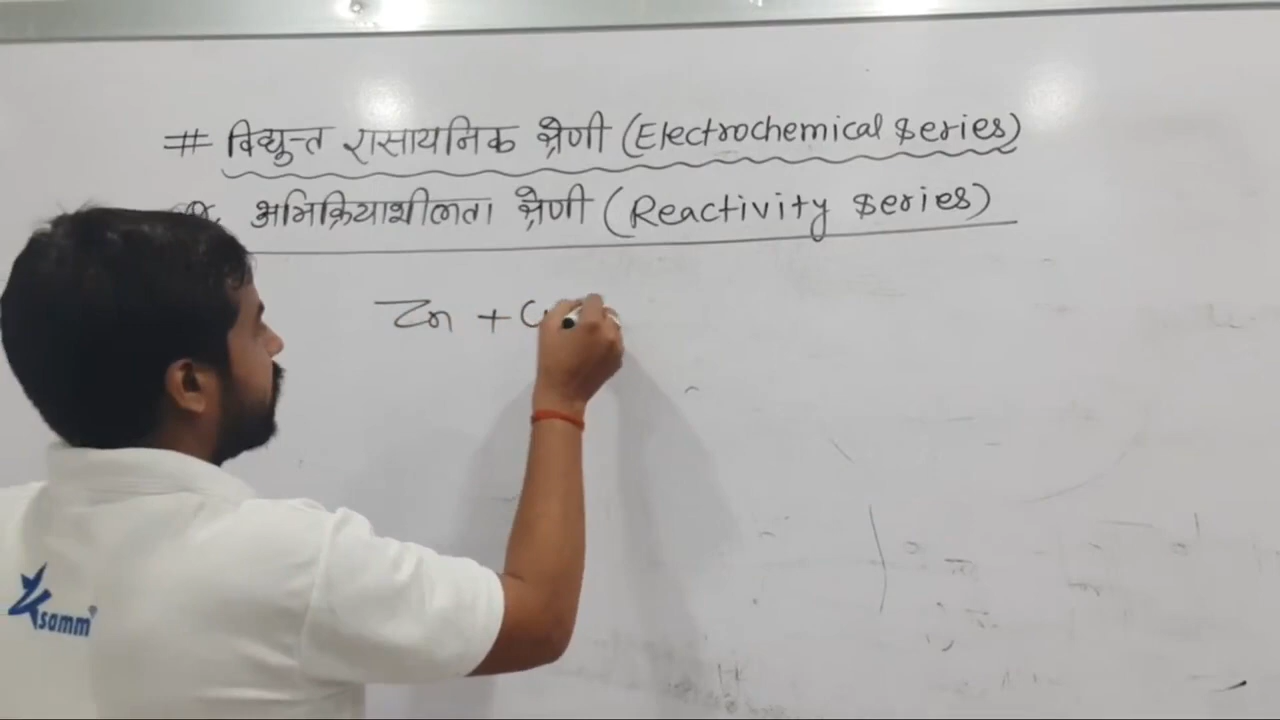 # विद्युत रासायनिक श्रेणी (Electrochemical Series)
अभिक्रियाशीलता श्रेणी (Reactivity Series)
Zn +
samm